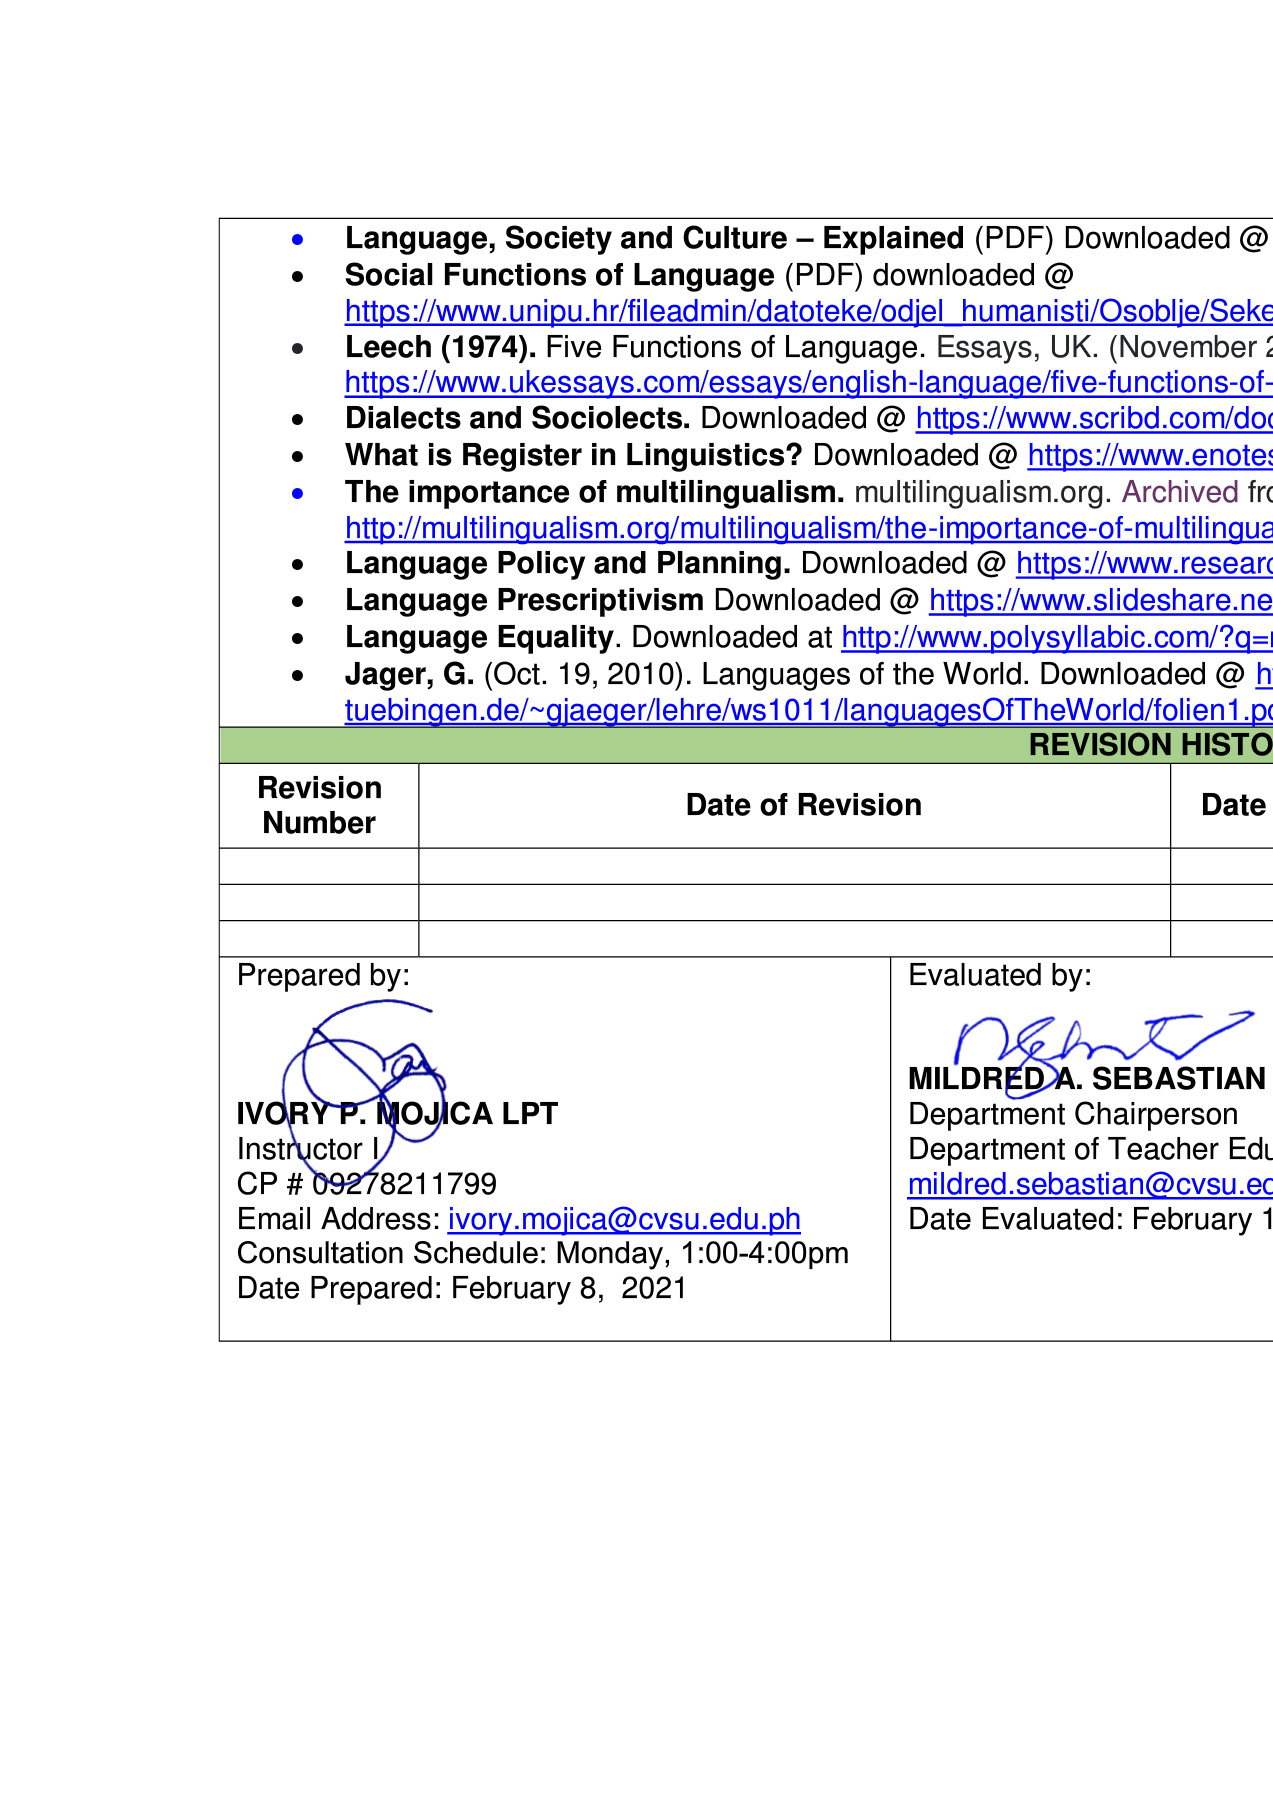 • Language, Society and Culture – Explained (PDF) Downloaded @
• Social Functions of Language (PDF) downloaded @
https://www.unipu.hr/fileadmin/datoteke/odjel_humanisti/Osoblje/Seke
• Leech (1974). Five Functions of Language. Essays, UK. (November 2
https://www.ukessays.com/essays/english-language/five-functions-of-
• Dialects and Sociolects. Downloaded @ https://www.scribd.com/doc
• What is Register in Linguistics? Downloaded @ https://www.enotes
• The importance of multilingualism. multilingualism.org. Archived fro
http://multilingualism.org/multilingualism/the-importance-of-multilingua
• Language Policy and Planning. Downloaded @ https://www.researc
• Language Prescriptivism Downloaded @ https://www.slideshare.ne
• Language Equality. Downloaded at http://www.polysyllabic.com/?q=
• Jager, G. (Oct. 19, 2010). Languages of the World. Downloaded @ h
tuebingen.de/~gjaeger/lehre/ws1011/languagesOfTheWorld/folien1.p
REVISION HISTO
Revision Number
Date of Revision
Date
Prepared by:
IVORY P. MOJICA LPT
Instructor I
CP # 09278211799
Email Address: ivory.mojica@cvsu.edu.ph
Consultation Schedule: Monday, 1:00-4:00pm
Date Prepared: February 8, 2021
Evaluated by:
MILDRED A. SEBASTIAN
Department Chairperson
Department of Teacher Edu
mildred.sebastian@cvsu.ed
Date Evaluated: February 1